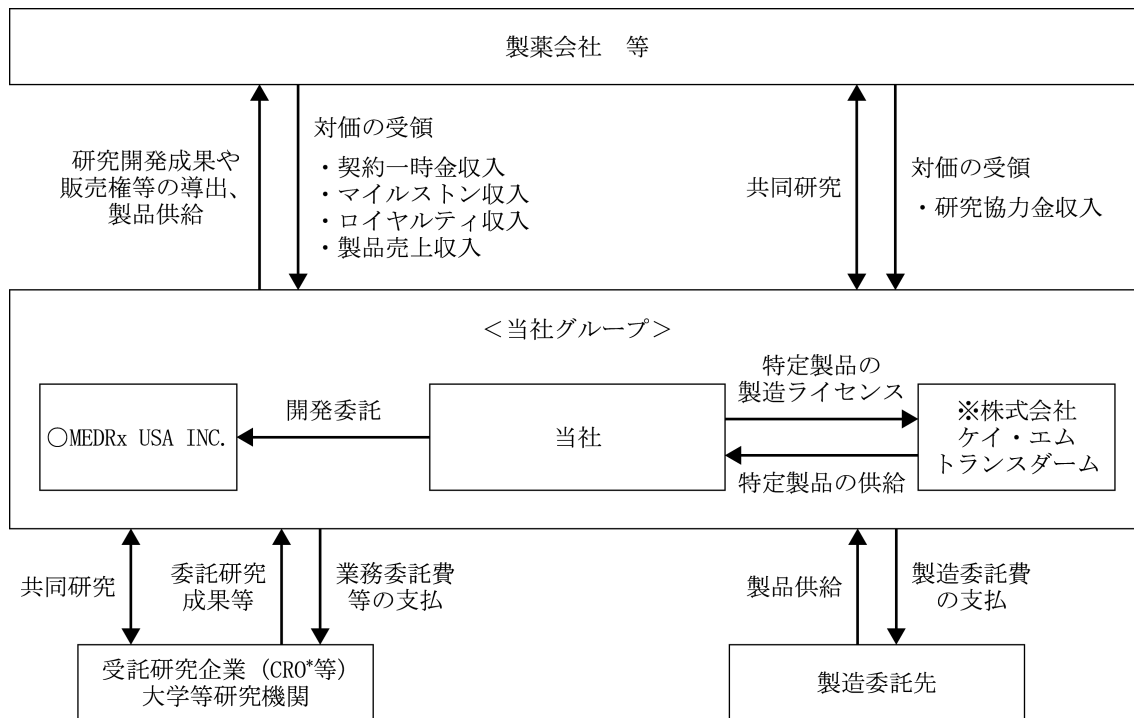 製薬会社　等
研究開発成果や
販売権等の導出、
製品供給
対価の受領
・契約一時金収入
・マイルストン収入
・ロイヤルティ収入
・製品売上収入
共同研究
対価の受領
・研究協力金収入
＜当社グループ＞
○MEDRx USA INC.
開発委託
当社
特定製品の
製造ライセンス
特定製品の供給
※株式会社
ケイ・エム
トランスダーム
共同研究
委託研究
成果等
業務委託費
等の支払
製品供給
製造委託費
の支払
受託研究企業（CRO*等）
大学等研究機関
製造委託先